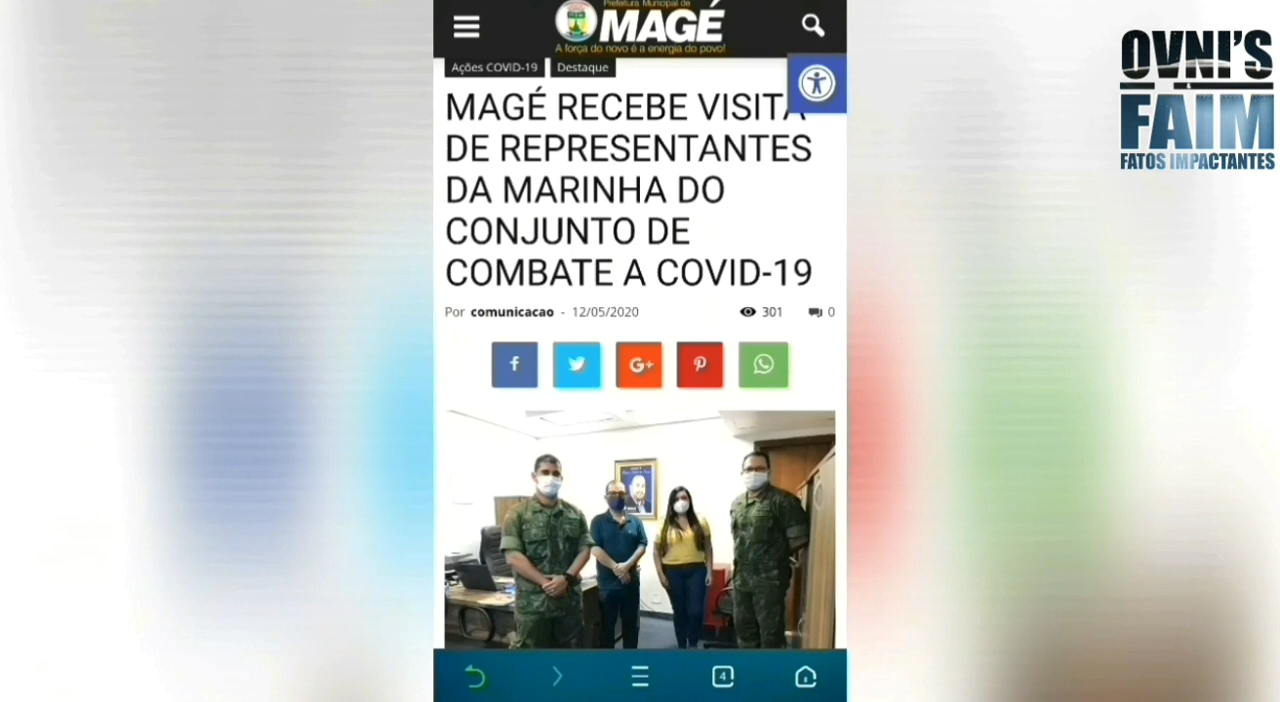 Prefeitura Municipal de
MAGÉ
A força do novo é a energia do povo!
OVNI'S
FAIM
FATOS IMPACTANTES
Ações COVID-19 Destaque
MAGÉ RECEBE VISITA
DE REPRESENTANTES
DA MARINHA DO
CONJUNTO DE
COMBATE A COVID-19
Por comunicacao - 12/05/2020 301 0
f G+
4